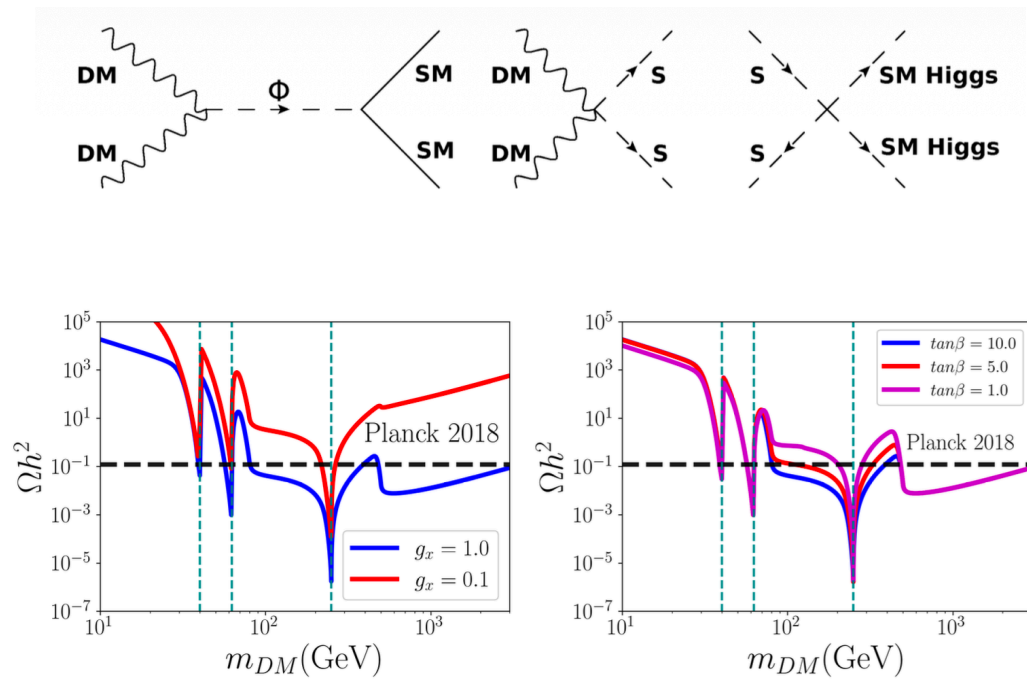 DM Φ SM DM S S SM Higgs
DM SM DM S S SM Higgs
10^5
10^3
10^1
10^-1
10^-3
10^-5
10^-7
Ωh^2
Planck 2018
g_x = 1.0
g_x = 0.1
10^1 10^2 10^3
m_DM(GeV)
10^5
10^3
10^1
10^-1
10^-3
10^-5
10^-7
Ωh^2
tanβ = 10.0
tanβ = 5.0
tanβ = 1.0
Planck 2018
10^1 10^2 10^3
m_DM(GeV)